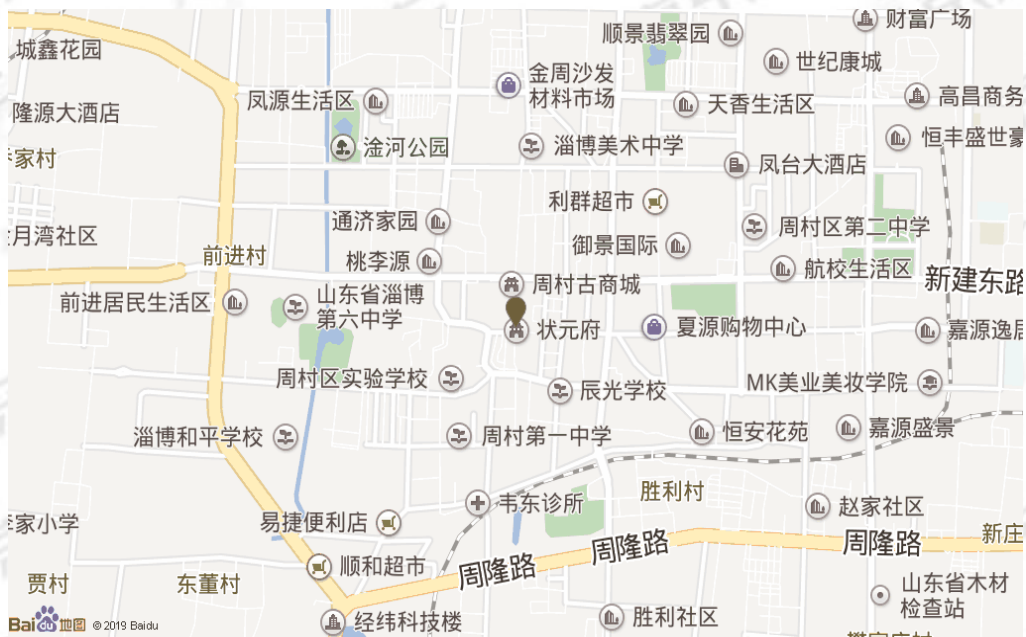 财富广场
顺景翡翠园
城鑫花园
世纪康城
金周沙发
材料市场
凤源生活区
天香生活区
高昌商务
隆源大酒店
恒丰盛世豪
淦河公园
淄博美术中学
李家村
凤台大酒店
利群超市
通济家园
周村区第二中学
金月湾社区
御景国际
前进村
桃李源
航校生活区
新建东路
周村古商城
前进居民生活区
山东省淄博
第六中学
状元府
夏源购物中心
嘉源逸居
周村区实验学校
辰光学校
MK美业美妆学院
淄博和平学校
周村第一中学
恒安花苑
嘉源盛景
胜利村
韦东诊所
赵家社区
李家小学
易捷便利店
新庄
周隆路
周隆路
周隆路
顺和超市
贾村
东董村
山东省木材
检查站
经纬科技楼
胜利社区
Bai du 地图 © 2019 Baidu